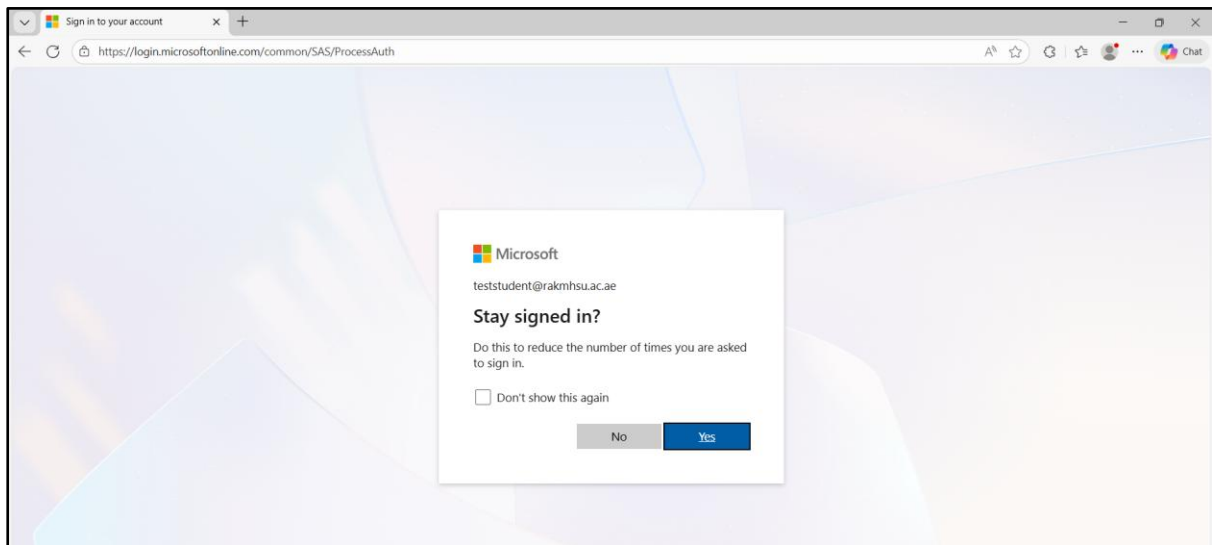 Sign in to your account
https://login.microsoftonline.com/common/SAS/ProcessAuth
Chat
Microsoft
teststudent@rakmhsu.ac.ae
Stay signed in?
Do this to reduce the number of times you are asked
to sign in.
Don't show this again
No
Yes